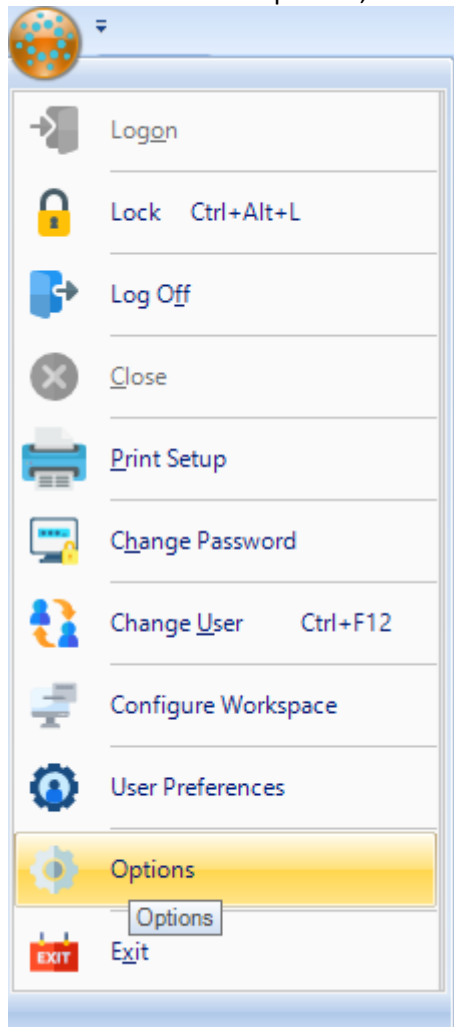 Logon
Lock Ctrl+Alt+L
Log Off
Close
Print Setup
Change Password
Change User Ctrl+F12
Configure Workspace
User Preferences
Options
Options
EXIT Exit